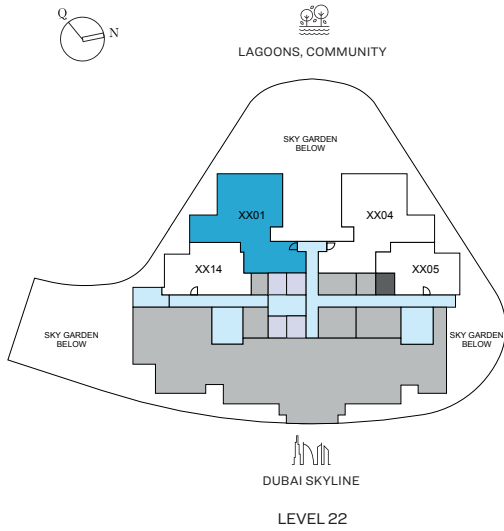 Q
N
LAGOONS, COMMUNITY
SKY GARDEN
BELOW
XX01
XX04
XX14
XX05
SKY GARDEN
BELOW
SKY GARDEN
BELOW
DUBAI SKYLINE
LEVEL 22